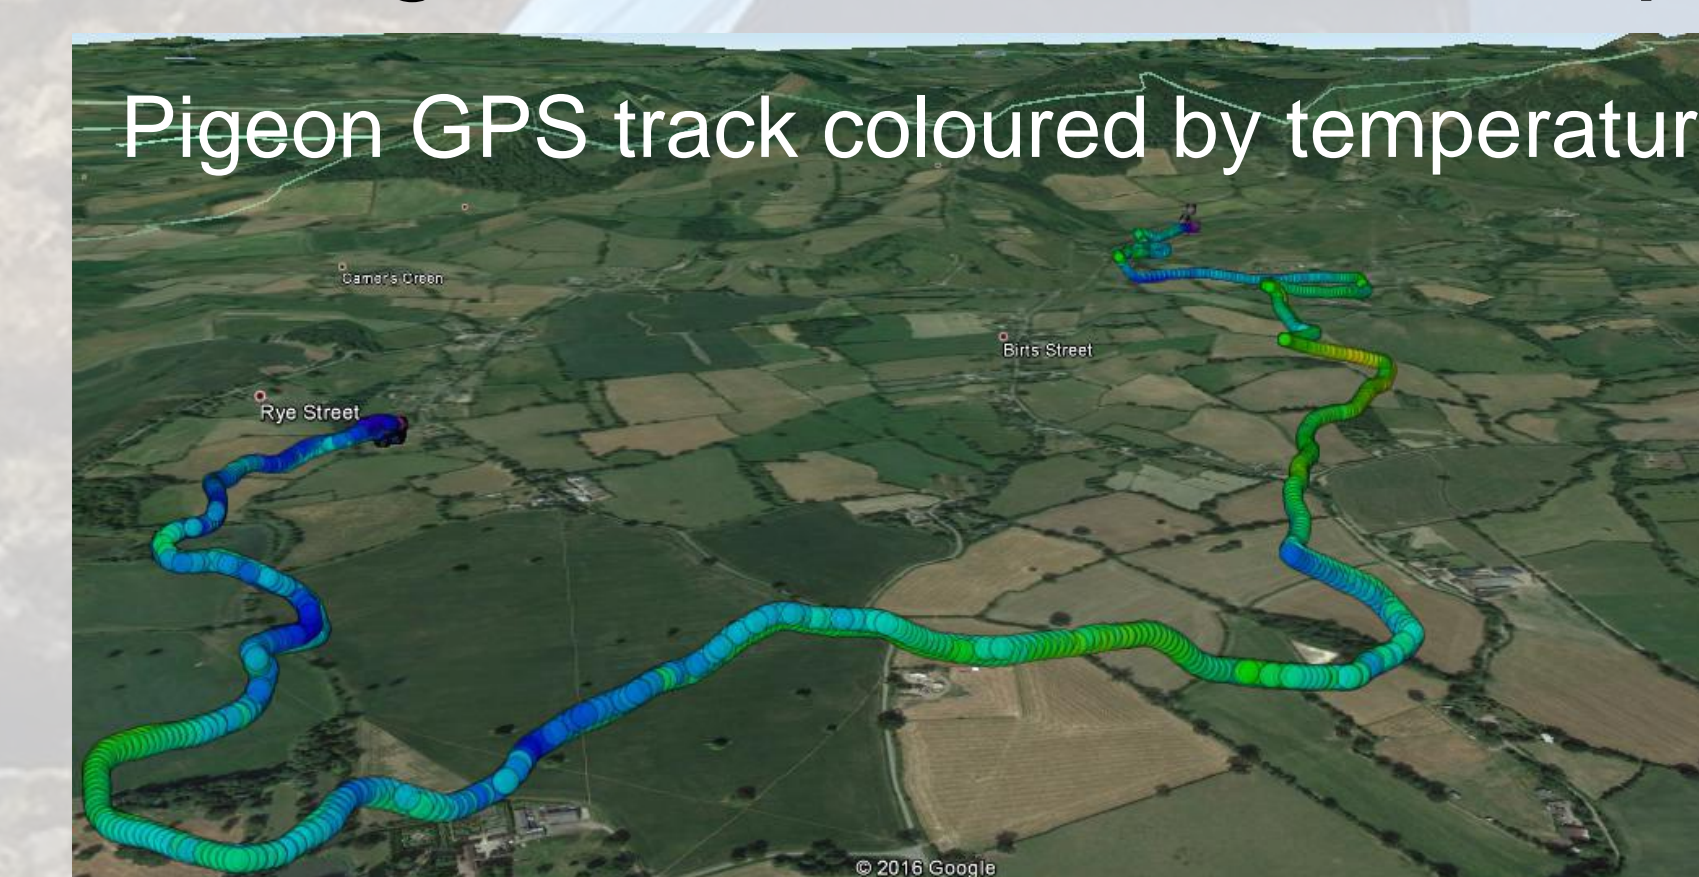 Pigeon GPS track coloured by temperatur
Camer's Green
Birts Street
Rye Street
© 2016 Google